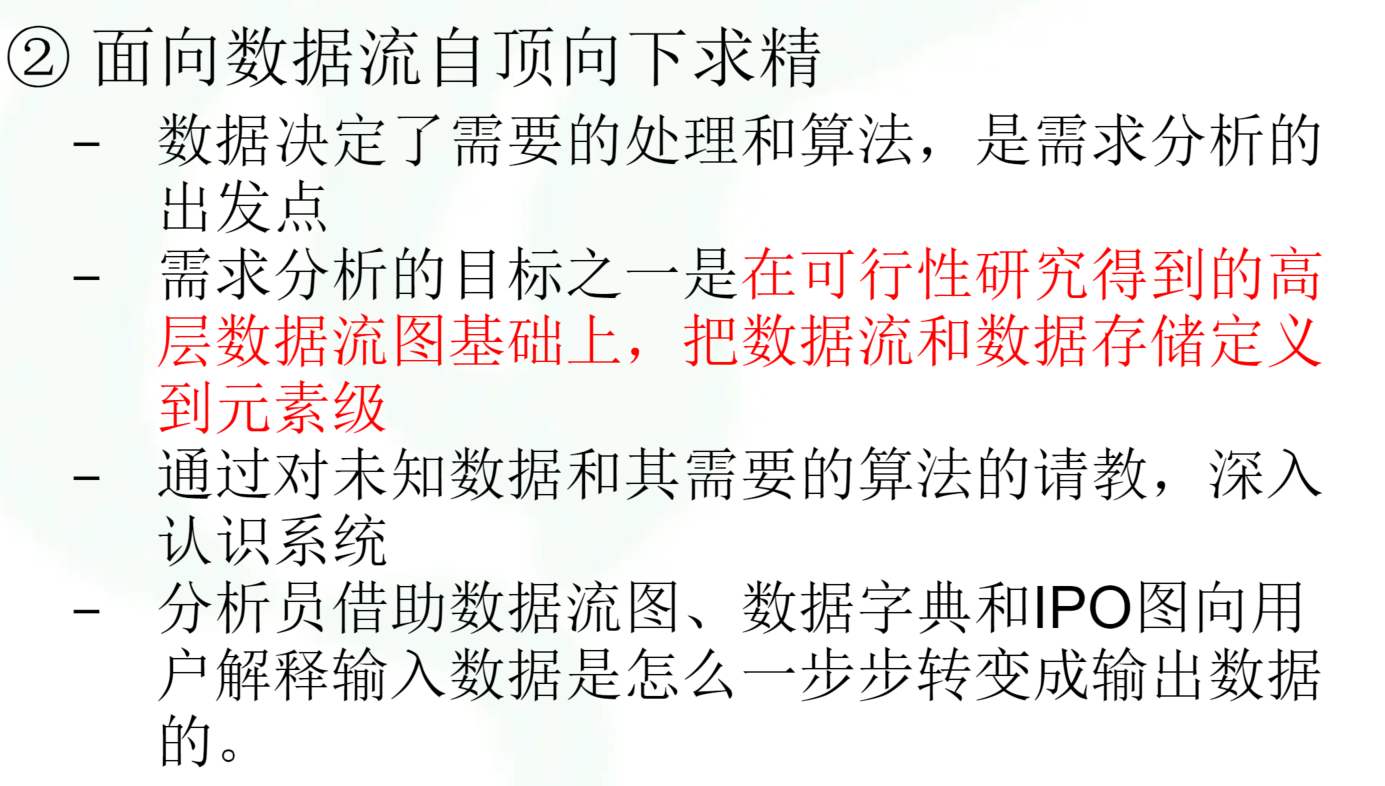 ② 面向数据流自顶向下求精
– 数据决定了需要的处理和算法，是需求分析的
出发点
– 需求分析的目标之一是在可行性研究得到的高
层数据流图基础上，把数据流和数据存储定义
到元素级
– 通过对未知数据和其需要的算法的请教，深入
认识系统
– 分析员借助数据流图、数据字典和IPO图向用
户解释输入数据是怎么一步步转变成输出数据
的。